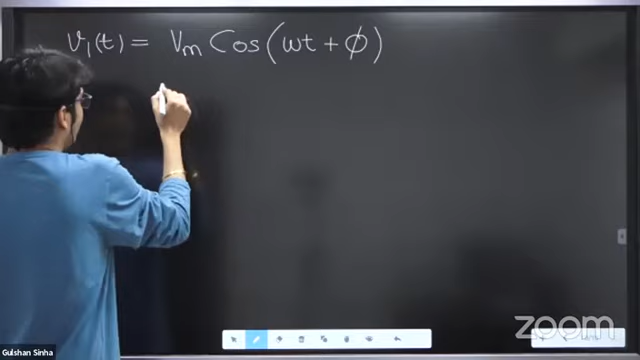 v₁(t) = Vm Cos(ωt + ϕ)
zoom
Gulshan Sinha